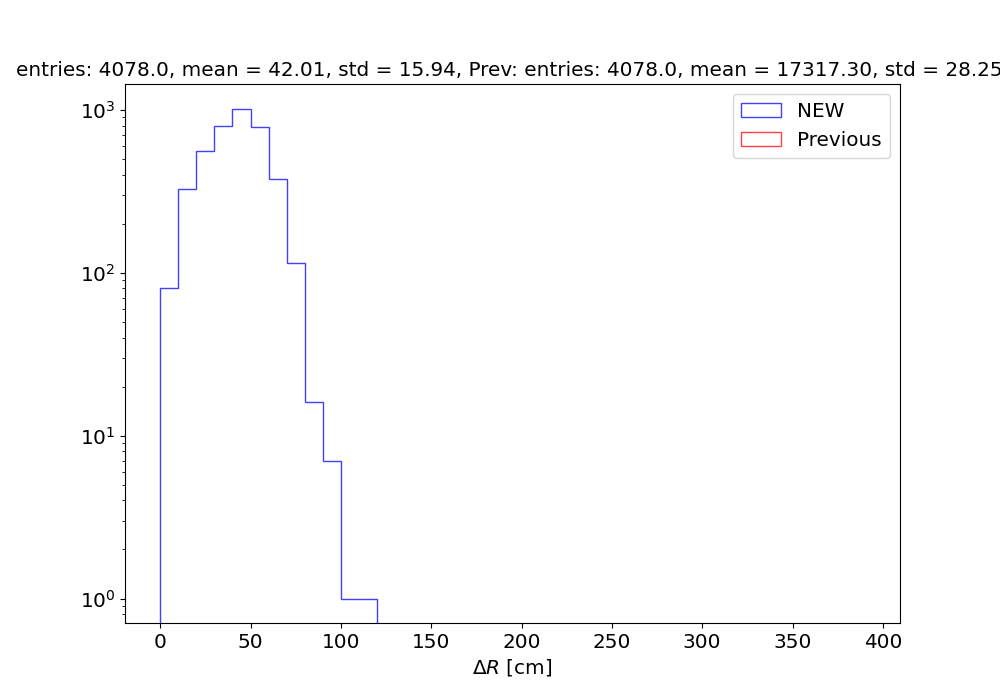 entries: 4078.0, mean = 42.01, std = 15.94, Prev: entries: 4078.0, mean = 17317.30, std = 28.25
10³
10²
10¹
10⁰
NEW
Previous
0 50 100 150 200 250 300 350 400
ΔR [cm]